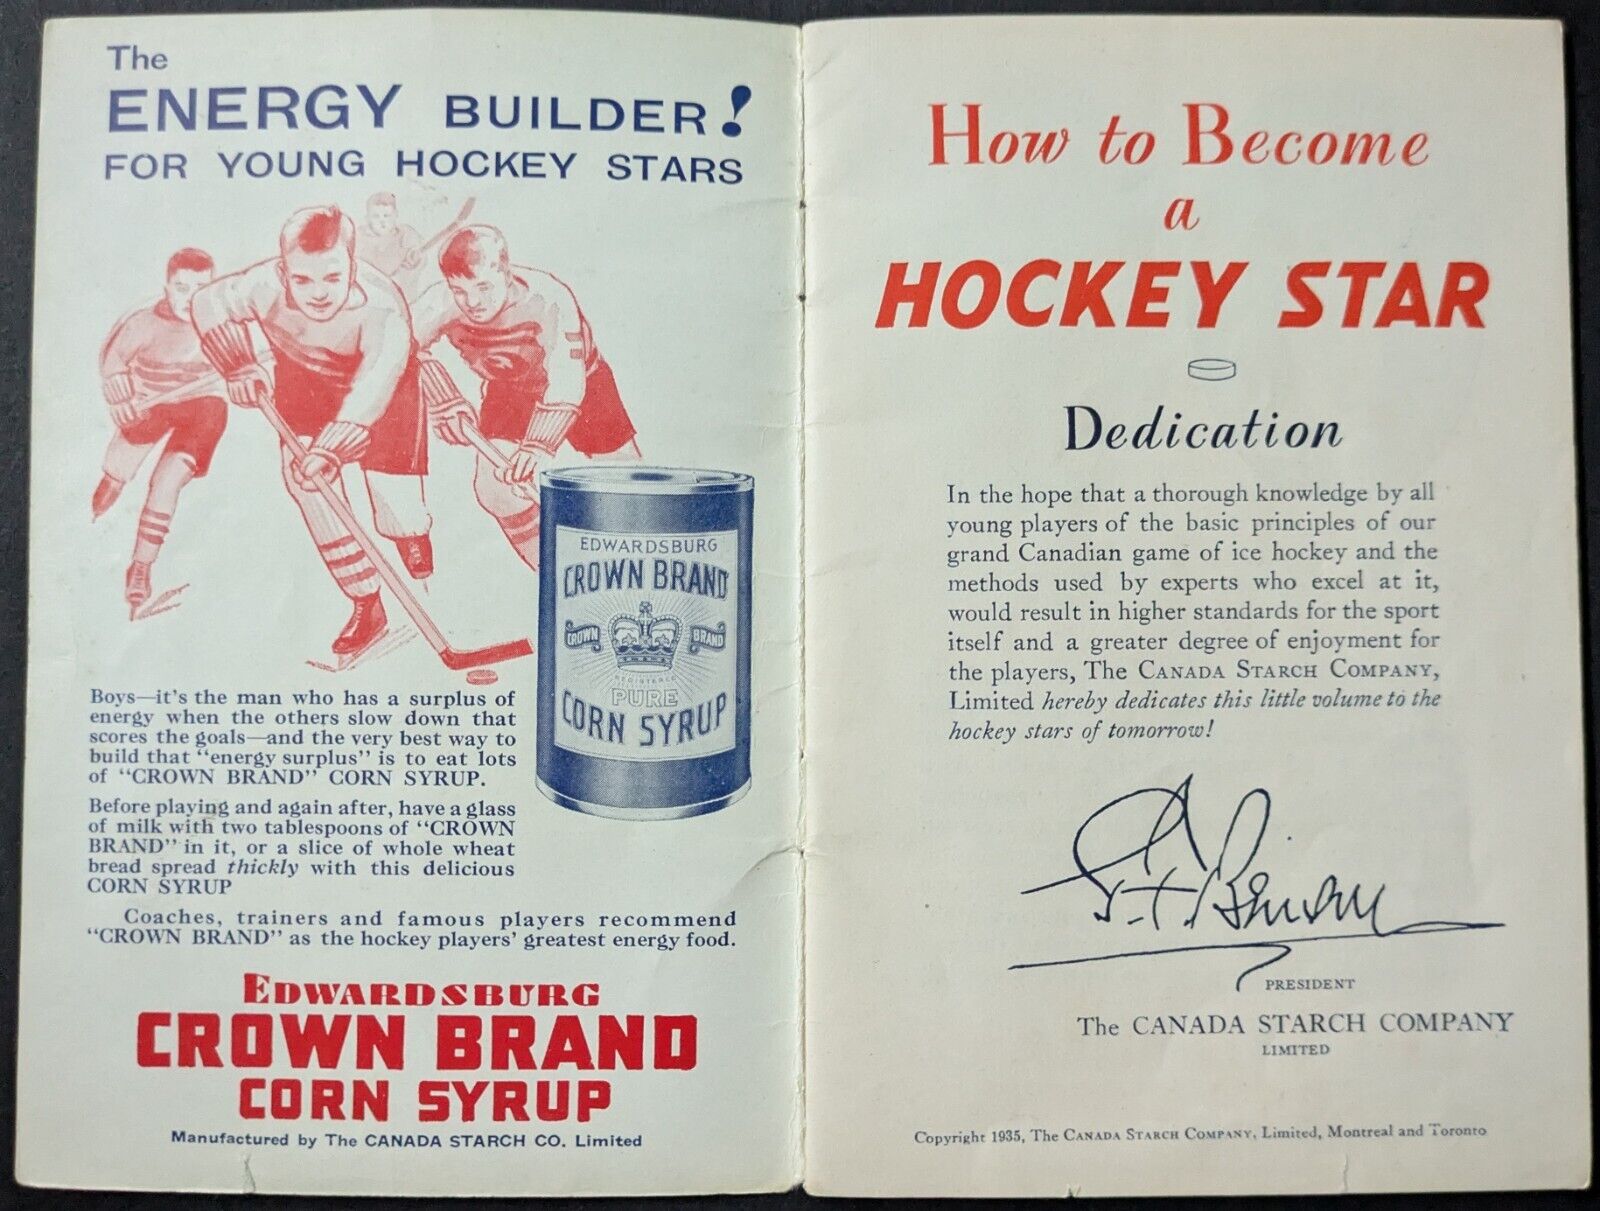 The
ENERGY BUILDER!
FOR YOUNG HOCKEY STARS
EDWARDSBURG
CROWN BRAND
CROWN BRAND
REGISTERED
PURE
CORN SYRUP
Boys—it's the man who has a surplus of
energy when the others slow down that
scores the goals—and the very best way to
build that "energy surplus" is to eat lots
of "CROWN BRAND" CORN SYRUP.
Before playing and again after, have a glass
of milk with two tablespoons of "CROWN
BRAND" in it, or a slice of whole wheat
bread spread thickly with this delicious
CORN SYRUP
Coaches, trainers and famous players recommend
"CROWN BRAND" as the hockey players' greatest energy food.
EDWARDSBURG
CROWN BRAND
CORN SYRUP
Manufactured by The CANADA STARCH CO. Limited
How to Become
a
HOCKEY STAR
Dedication
In the hope that a thorough knowledge by all
young players of the basic principles of our
grand Canadian game of ice hockey and the
methods used by experts who excel at it,
would result in higher standards for the sport
itself and a greater degree of enjoyment for
the players, The CANADA STARCH COMPANY,
Limited hereby dedicates this little volume to the
hockey stars of tomorrow!
PRESIDENT
The CANADA STARCH COMPANY
LIMITED
Copyright 1935, The CANADA STARCH COMPANY, Limited, Montreal and Toronto